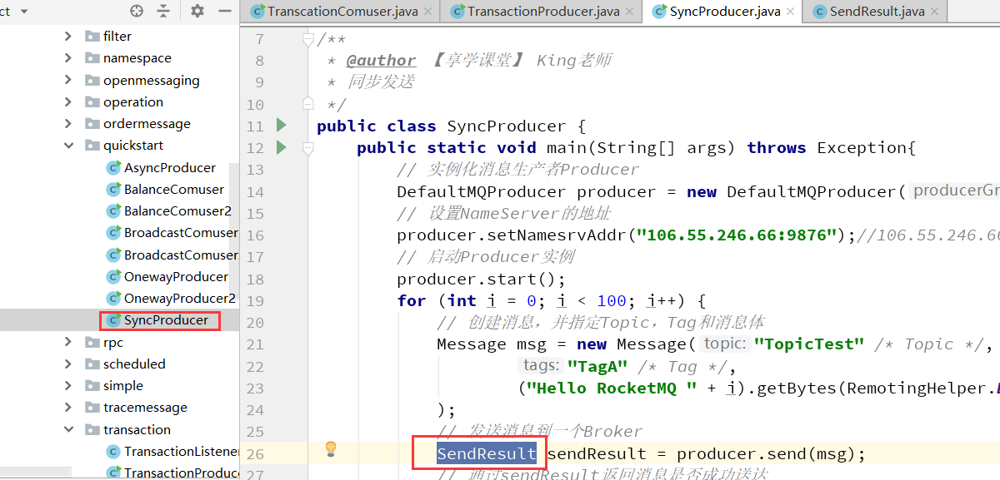 ct
TranscationComuser.java
TransactionProducer.java
SyncProducer.java
SendResult.java
filter
namespace
openmessaging
operation
ordermessage
quickstart
AsyncProducer
BalanceComuser
BalanceComuser2
BroadcastComuser
BroadcastComuser
OnewayProducer
OnewayProducer2
SyncProducer
rpc
scheduled
simple
tracemessage
transaction
TransactionListener
TransactionProduc
7 /**
8 * @author 【享学课堂】 King老师
9 * 同步发送
10 */
11 public class SyncProducer {
12 public static void main(String[] args) throws Exception{
13 // 实例化消息生产者Producer
14 DefaultMQProducer producer = new DefaultMQProducer( producerGr
15 // 设置NameServer的地址
16 producer.setNamesrvAddr("106.55.246.66:9876");//106.55.246.66
17 // 启动Producer实例
18 producer.start();
19 for (int i = 0; i < 100; i++) {
20 // 创建消息，并指定Topic，Tag和消息体
21 Message msg = new Message( topic: "TopicTest" /* Topic */,
22 tags: "TagA" /* Tag */,
23 ("Hello RocketMQ " + i).getBytes(RemotingHelper.
24 );
25 // 发送消息到一个Broker
26 SendResult sendResult = producer.send(msg);
27 // 通过sendResult返回消息是否成功送达